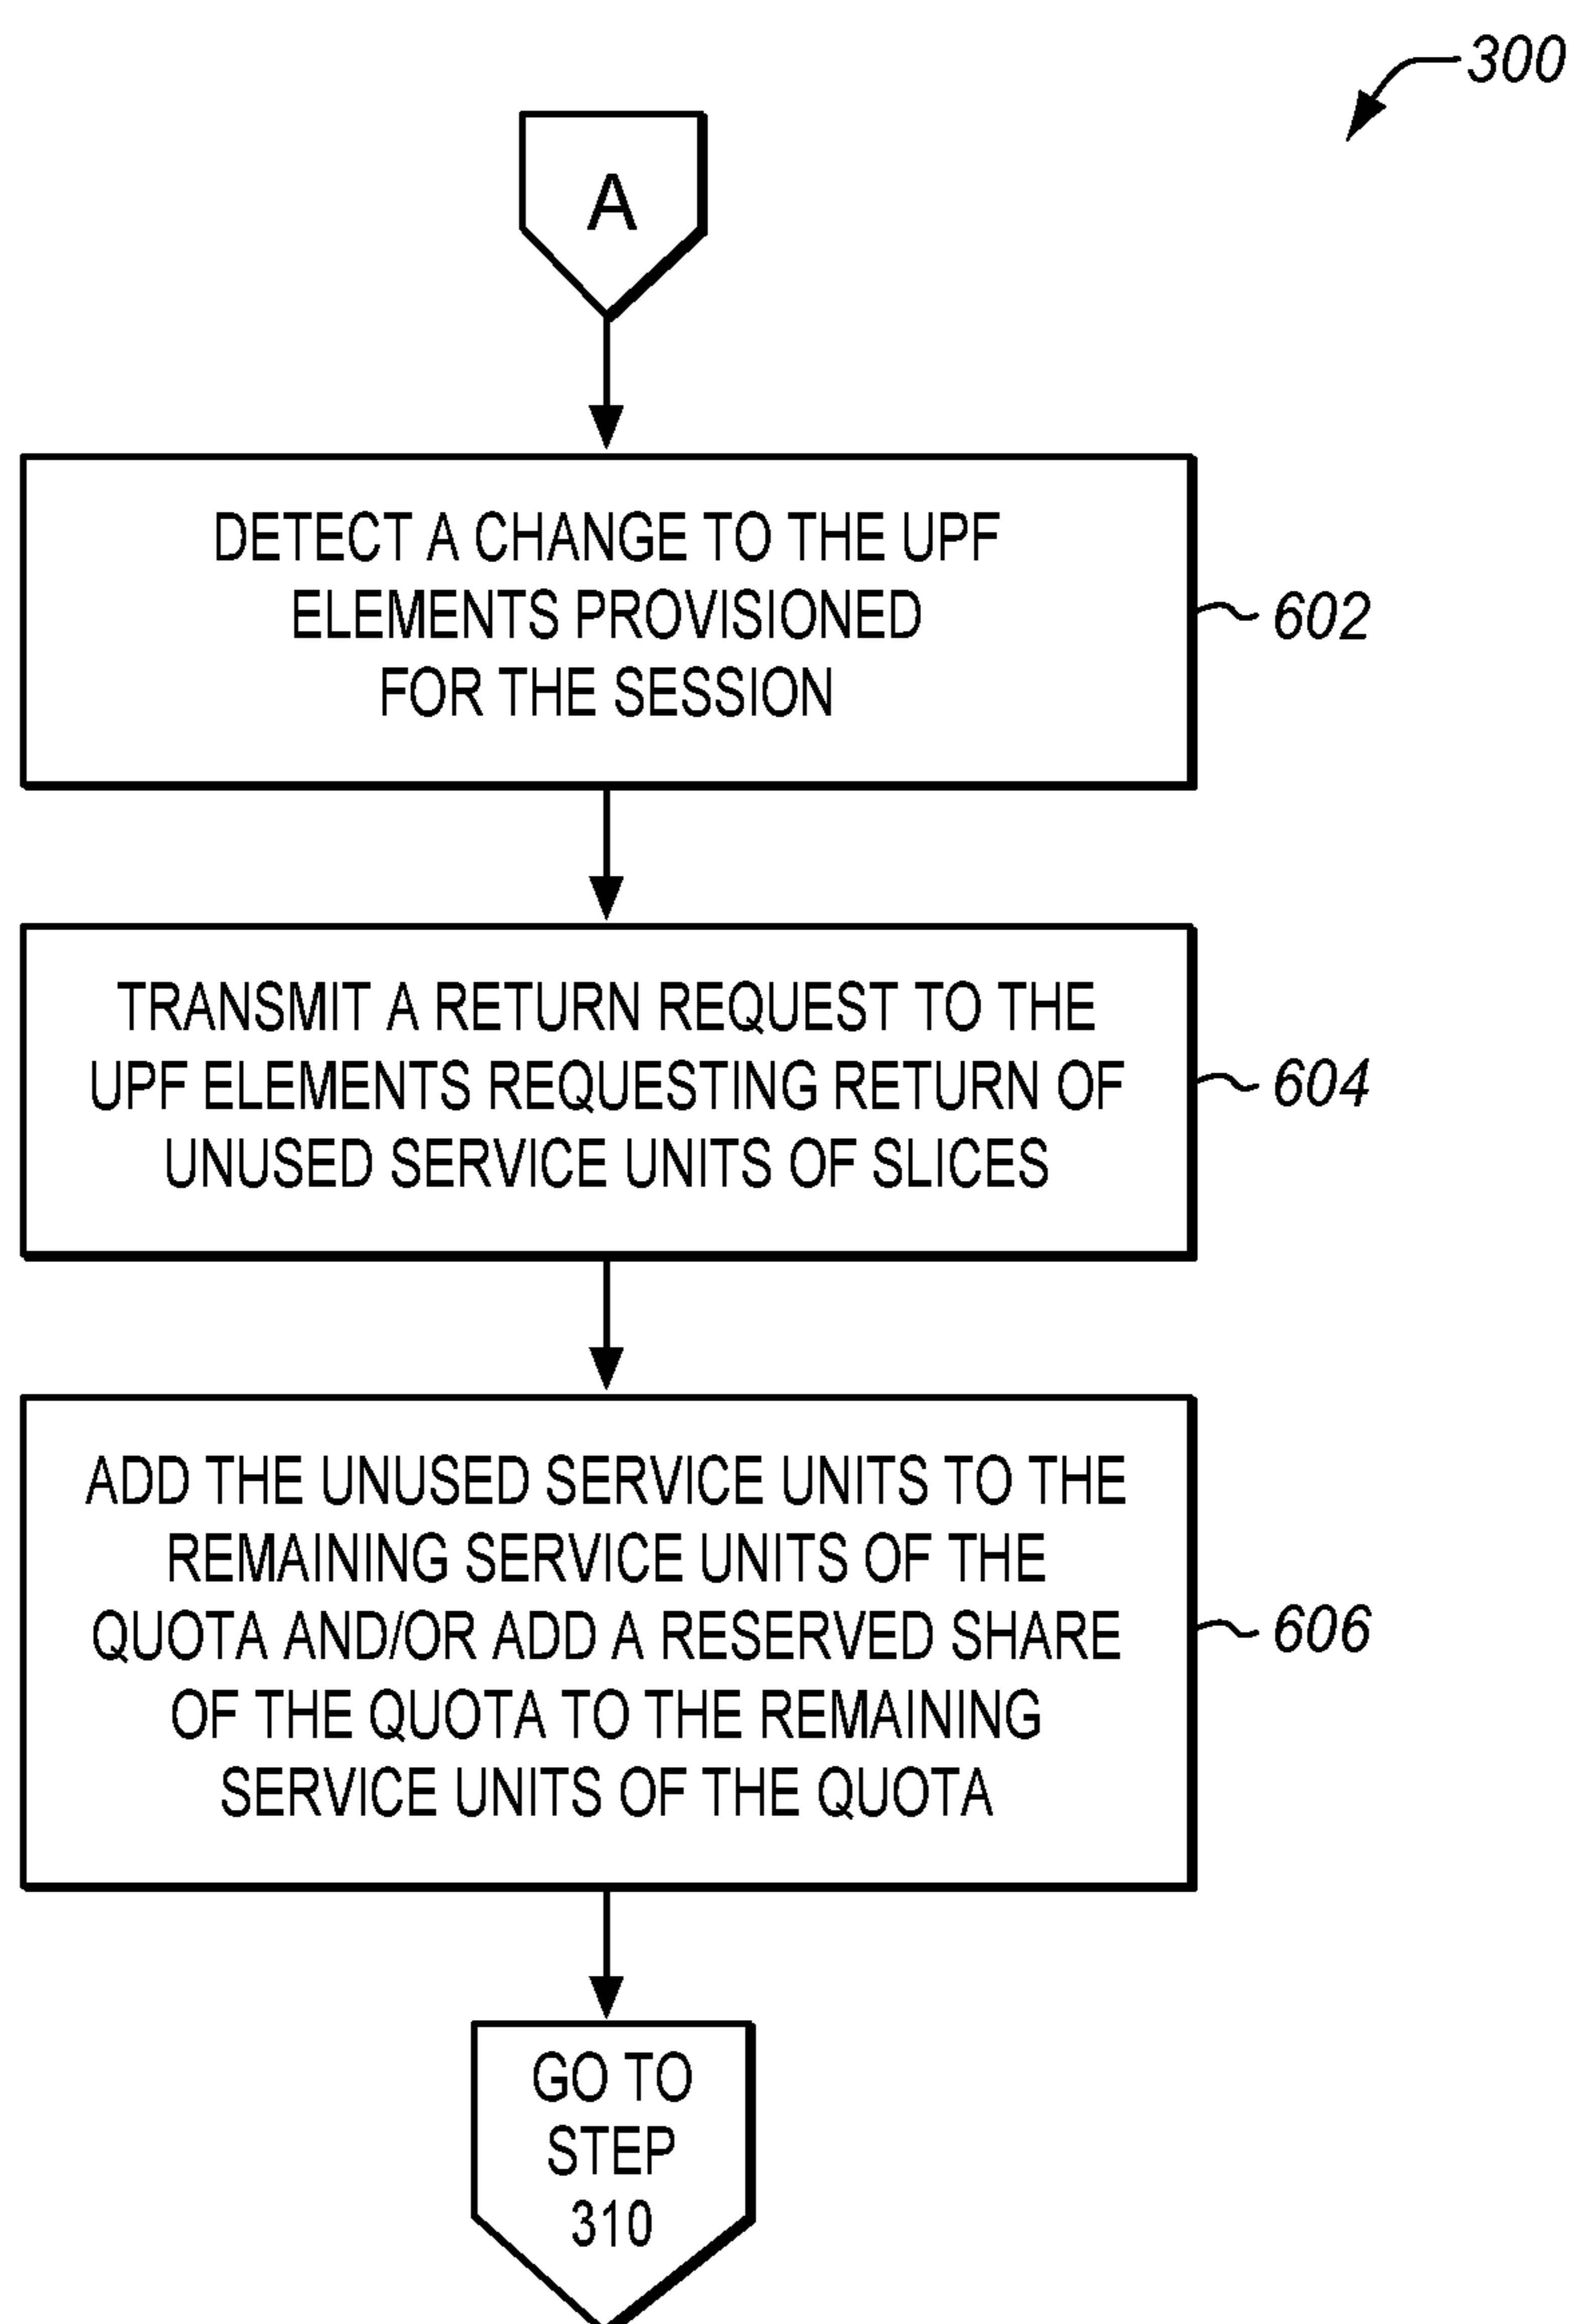 300
A
DETECT A CHANGE TO THE UPF
ELEMENTS PROVISIONED
FOR THE SESSION
602
TRANSMIT A RETURN REQUEST TO THE
UPF ELEMENTS REQUESTING RETURN OF
UNUSED SERVICE UNITS OF SLICES
604
ADD THE UNUSED SERVICE UNITS TO THE
REMAINING SERVICE UNITS OF THE
QUOTA AND/OR ADD A RESERVED SHARE
OF THE QUOTA TO THE REMAINING
SERVICE UNITS OF THE QUOTA
606
GO TO
STEP
310